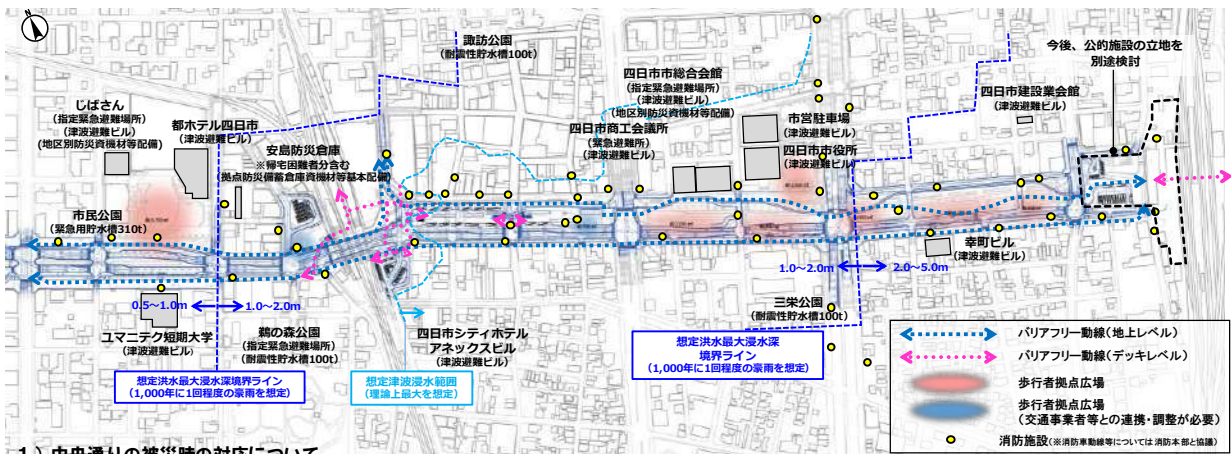 諏訪公園
(耐震性貯水槽100t)
今後、公的施設の立地を
別途検討
四日市市総合会館
(指定緊急避難場所)
(津波避難ビル)
(地区別防災資機材等配備)
四日市建設業会館
(津波避難ビル)
じばさん
(指定緊急避難場所)
(津波避難ビル)
(地区別防災資機材等配備)
都ホテル四日市
(津波避難ビル)
安島防災倉庫
※帰宅困難者分含む
(拠点防災備蓄倉庫資機材等基本配備)
四日市商工会議所
(緊急避難所)
(津波避難ビル)
市営駐車場
(津波避難ビル)
四日市市役所
(津波避難ビル)
市民公園
(緊急用貯水槽310t)
幸町ビル
(津波避難ビル)
1.0~2.0m
2.0~5.0m
0.5~1.0m
1.0~2.0m
ユマニテク短期大学
(津波避難ビル)
鵜の森公園
(指定緊急避難場所)
(耐震性貯水槽100t)
四日市シティホテル
アネックスビル
(津波避難ビル)
三栄公園
(耐震性貯水槽100t)
想定洪水最大浸水深境界ライン
(1,000年に1回程度の豪雨を想定)
想定津波浸水範囲
(理論上最大を想定)
想定洪水最大浸水深
境界ライン
(1,000年に1回程度の豪雨を想定)
バリアフリー動線(地上レベル)
バリアフリー動線(デッキレベル)
歩行者拠点広場
歩行者拠点広場
(交通事業者等との連携・調整が必要)
消防施設(※消防車動線等については消防本部と協議)
1)中央通りの被災時の対応について